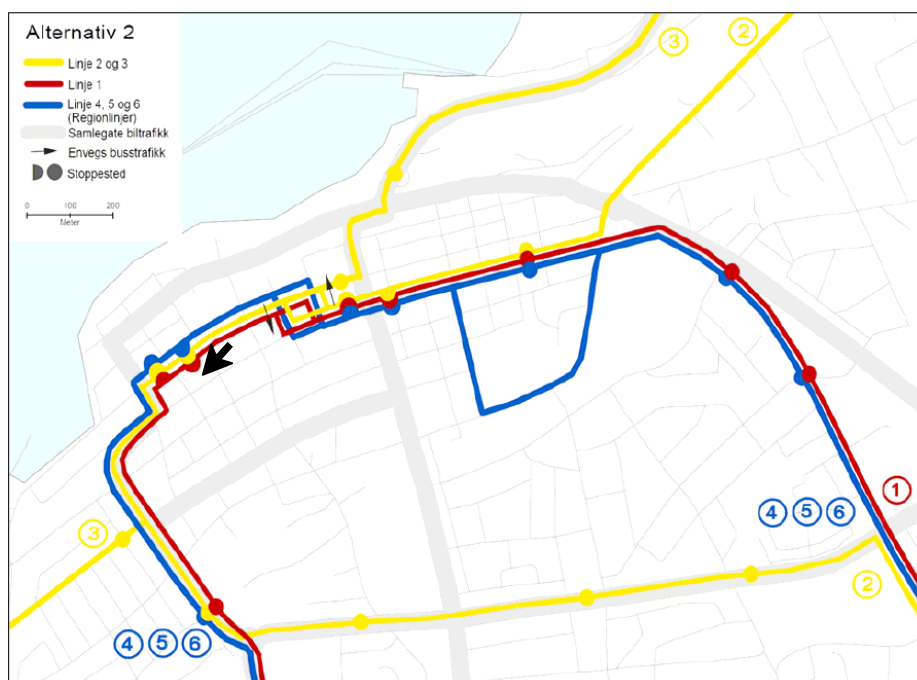 Alternativ 2
Linje 2 og 3
Linje 1
Linje 4, 5 og 6
(Regionlinjer)
Samlegate biltrafikk
Envegs busstrafikk
Stoppested
0 100 200
Meter
3
2
1
4 5 6
3
2
4 5 6